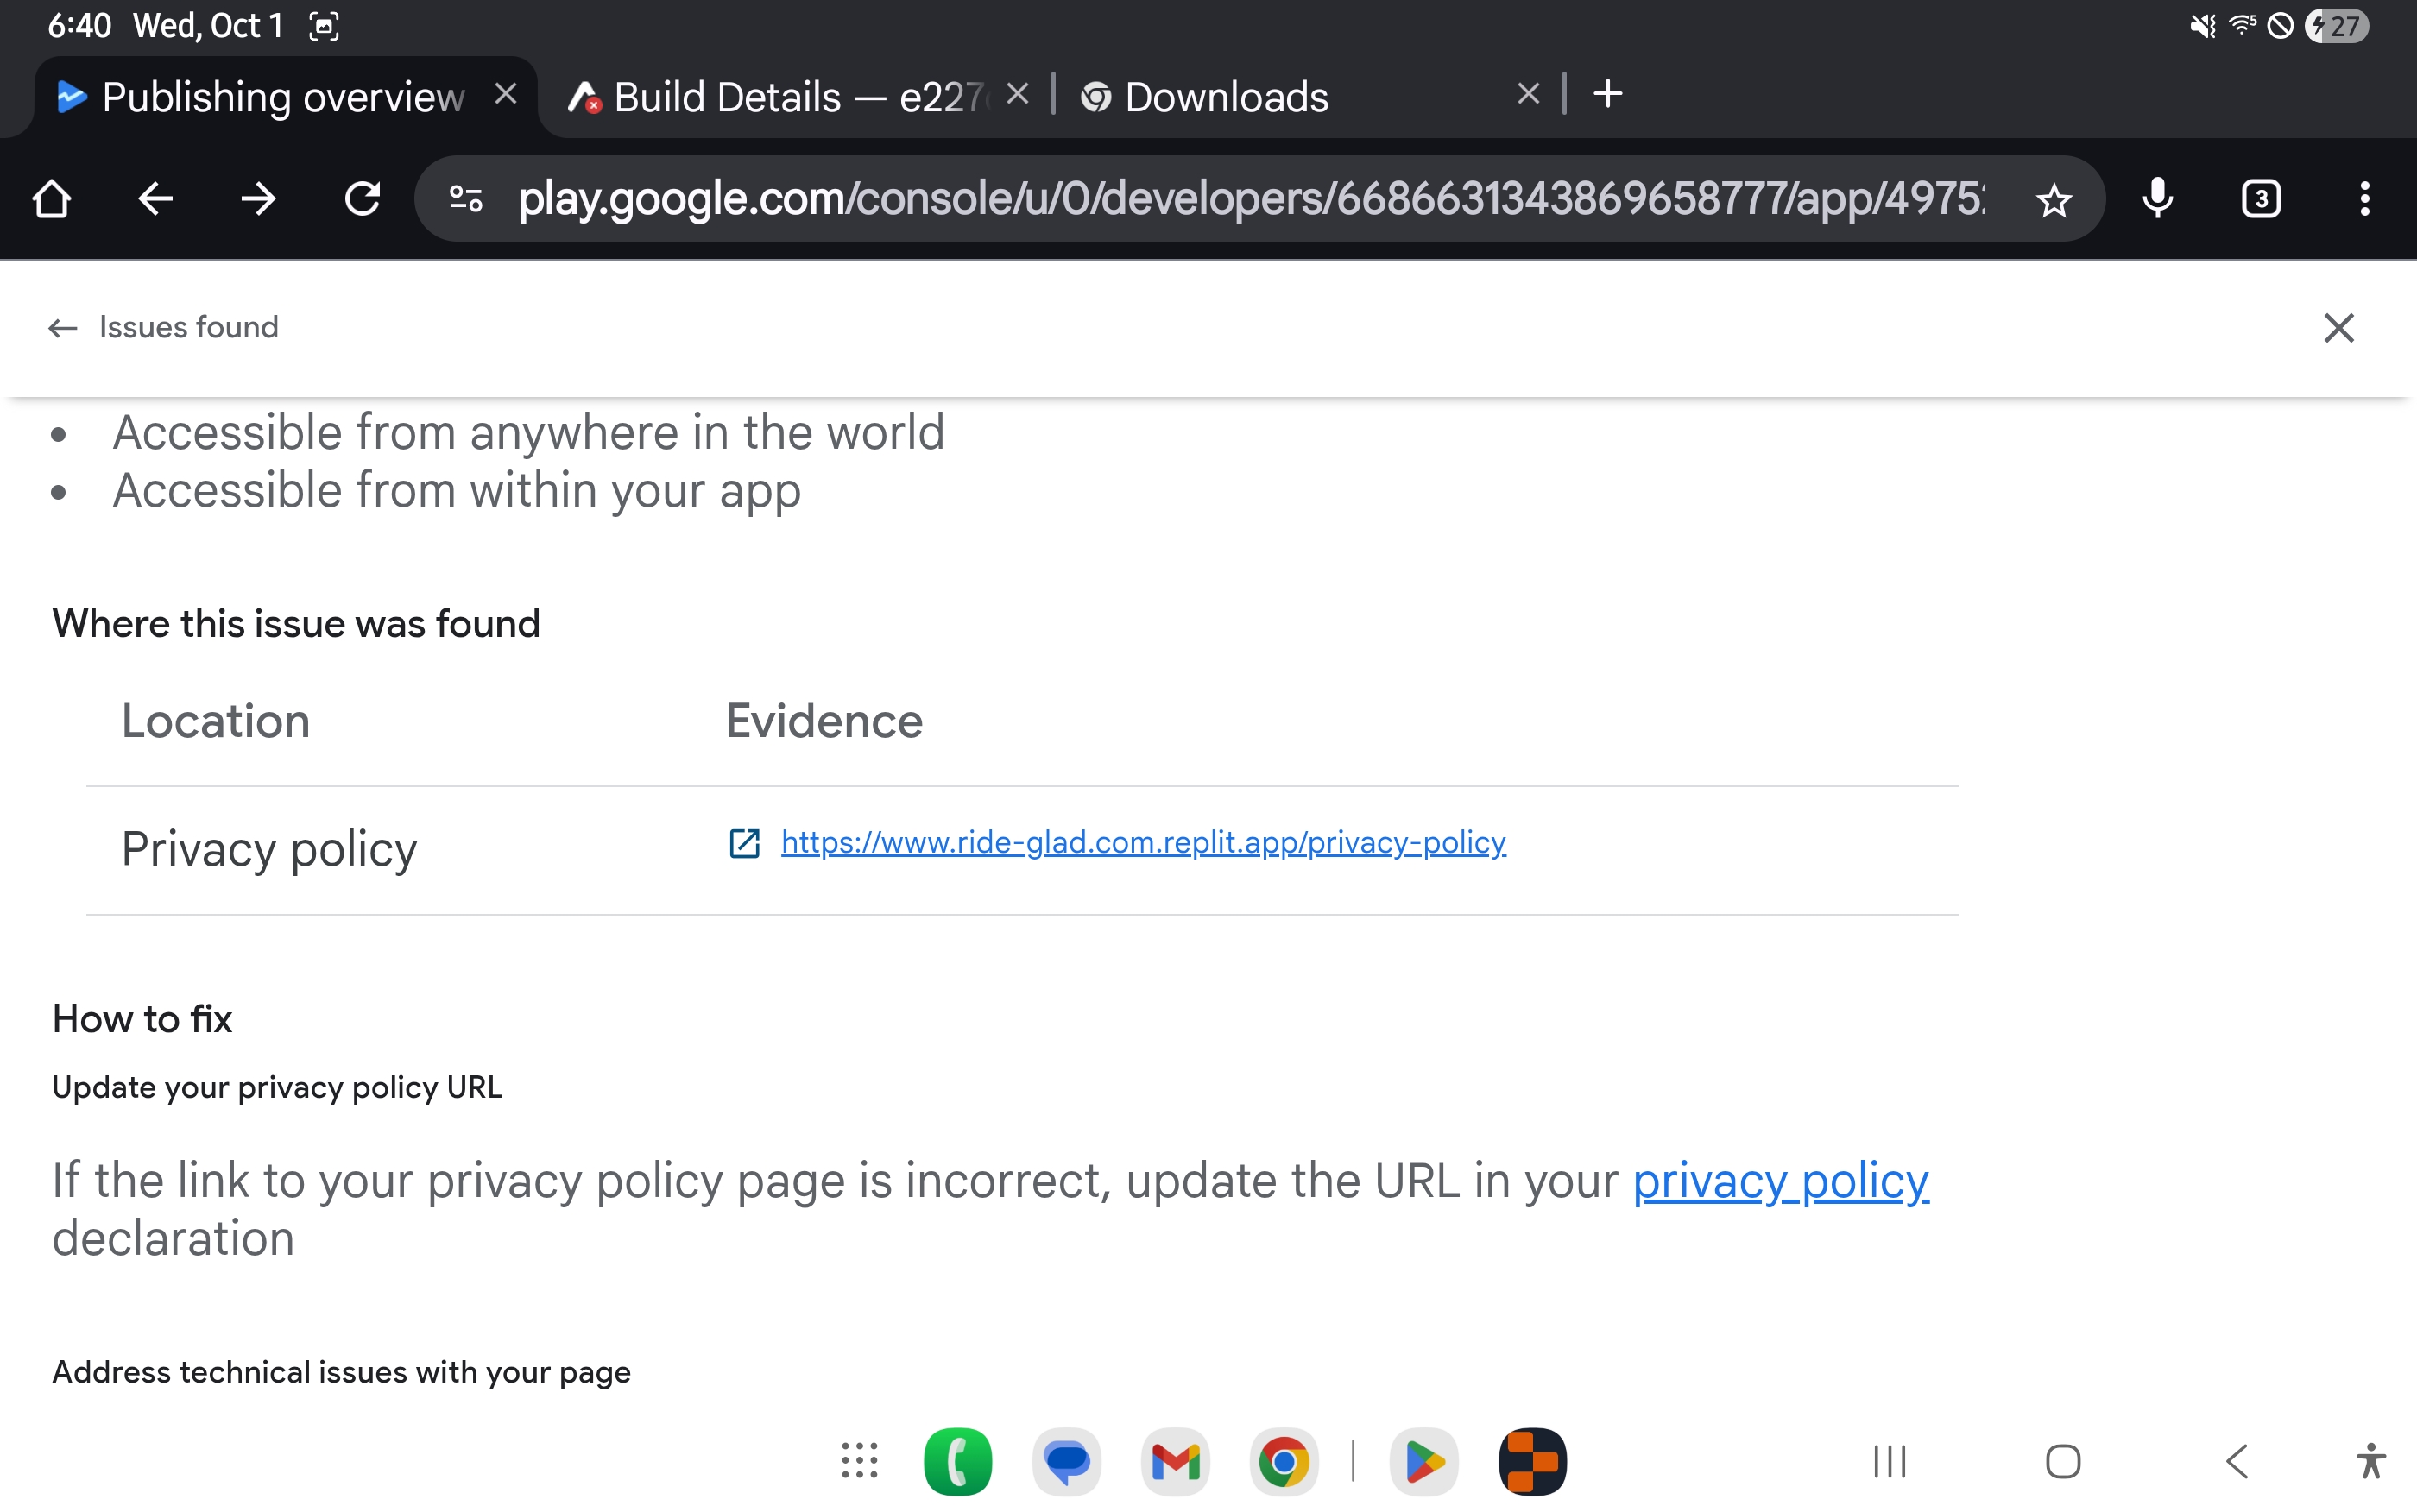 6:40 Wed, Oct 1
5 27
Publishing overview
Build Details — e227
Downloads
play.google.com/console/u/0/developers/6686631343869658777/app/4975
3
Issues found
• Accessible from anywhere in the world
• Accessible from within your app
Where this issue was found
Location Evidence
Privacy policy https://www.ride-glad.com.replit.app/privacy-policy
How to fix
Update your privacy policy URL
If the link to your privacy policy page is incorrect, update the URL in your privacy policy
declaration
Address technical issues with your page